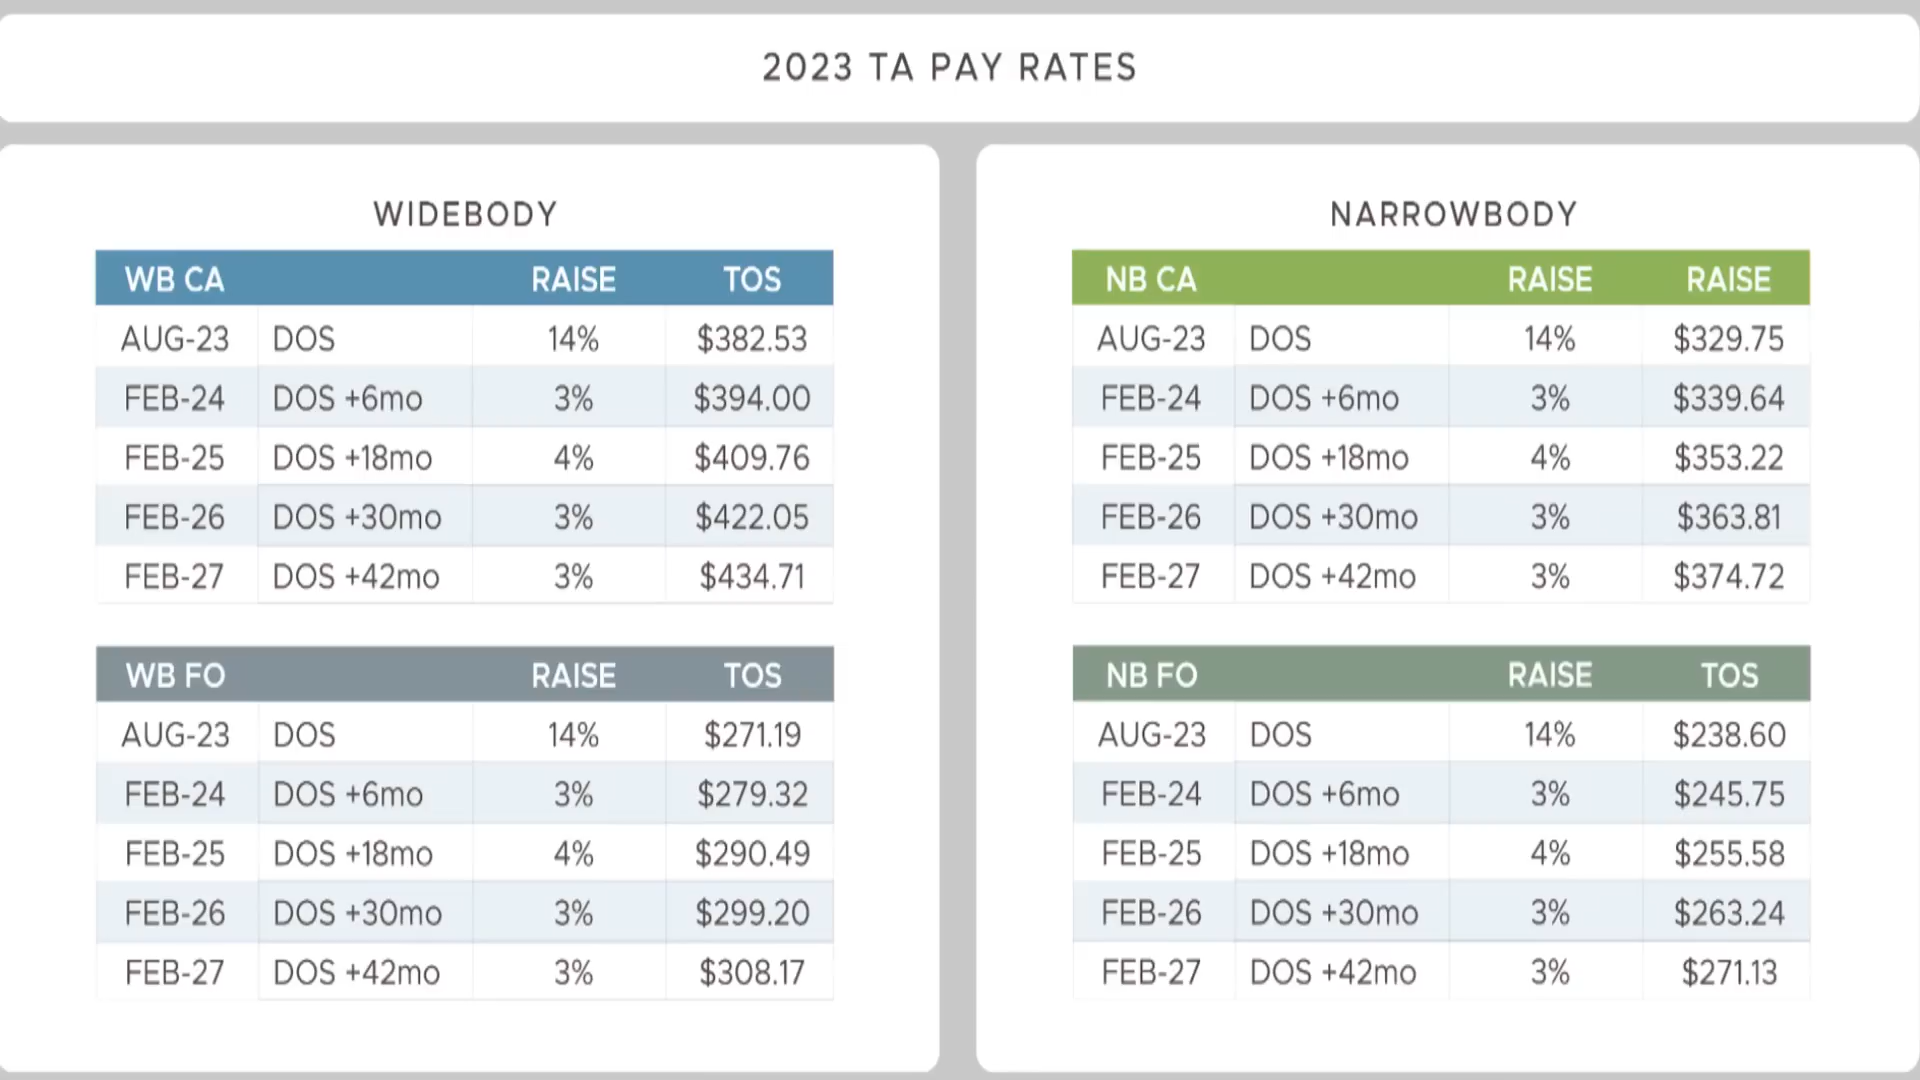 2023 TA PAY RATES
WIDEBODY
WB CA RAISE TOS
AUG-23 DOS 14% $382.53
FEB-24 DOS +6mo 3% $394.00
FEB-25 DOS +18mo 4% $409.76
FEB-26 DOS +30mo 3% $422.05
FEB-27 DOS +42mo 3% $434.71
WB FO RAISE TOS
AUG-23 DOS 14% $271.19
FEB-24 DOS +6mo 3% $279.32
FEB-25 DOS +18mo 4% $290.49
FEB-26 DOS +30mo 3% $299.20
FEB-27 DOS +42mo 3% $308.17
NARROWBODY
NB CA RAISE RAISE
AUG-23 DOS 14% $329.75
FEB-24 DOS +6mo 3% $339.64
FEB-25 DOS +18mo 4% $353.22
FEB-26 DOS +30mo 3% $363.81
FEB-27 DOS +42mo 3% $374.72
NB FO RAISE TOS
AUG-23 DOS 14% $238.60
FEB-24 DOS +6mo 3% $245.75
FEB-25 DOS +18mo 4% $255.58
FEB-26 DOS +30mo 3% $263.24
FEB-27 DOS +42mo 3% $271.13